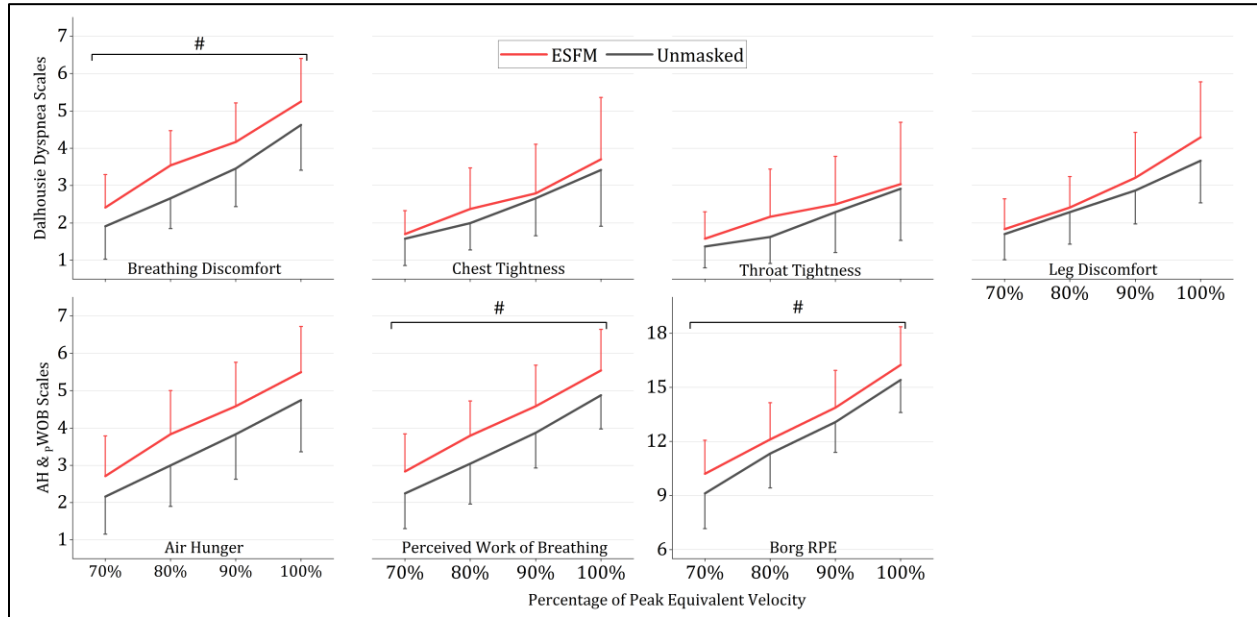 #
ESFM
Unmasked
Dalhousie Dyspnea Scales
7
6
5
4
3
2
1
Breathing Discomfort
Chest Tightness
Throat Tightness
Leg Discomfort
70% 80% 90% 100%
#
#
AH & pWOB Scales
7
6
5
4
3
2
1
18
15
12
9
6
Air Hunger
Perceived Work of Breathing
Borg RPE
70% 80% 90% 100%
70% 80% 90% 100%
70% 80% 90% 100%
Percentage of Peak Equivalent Velocity